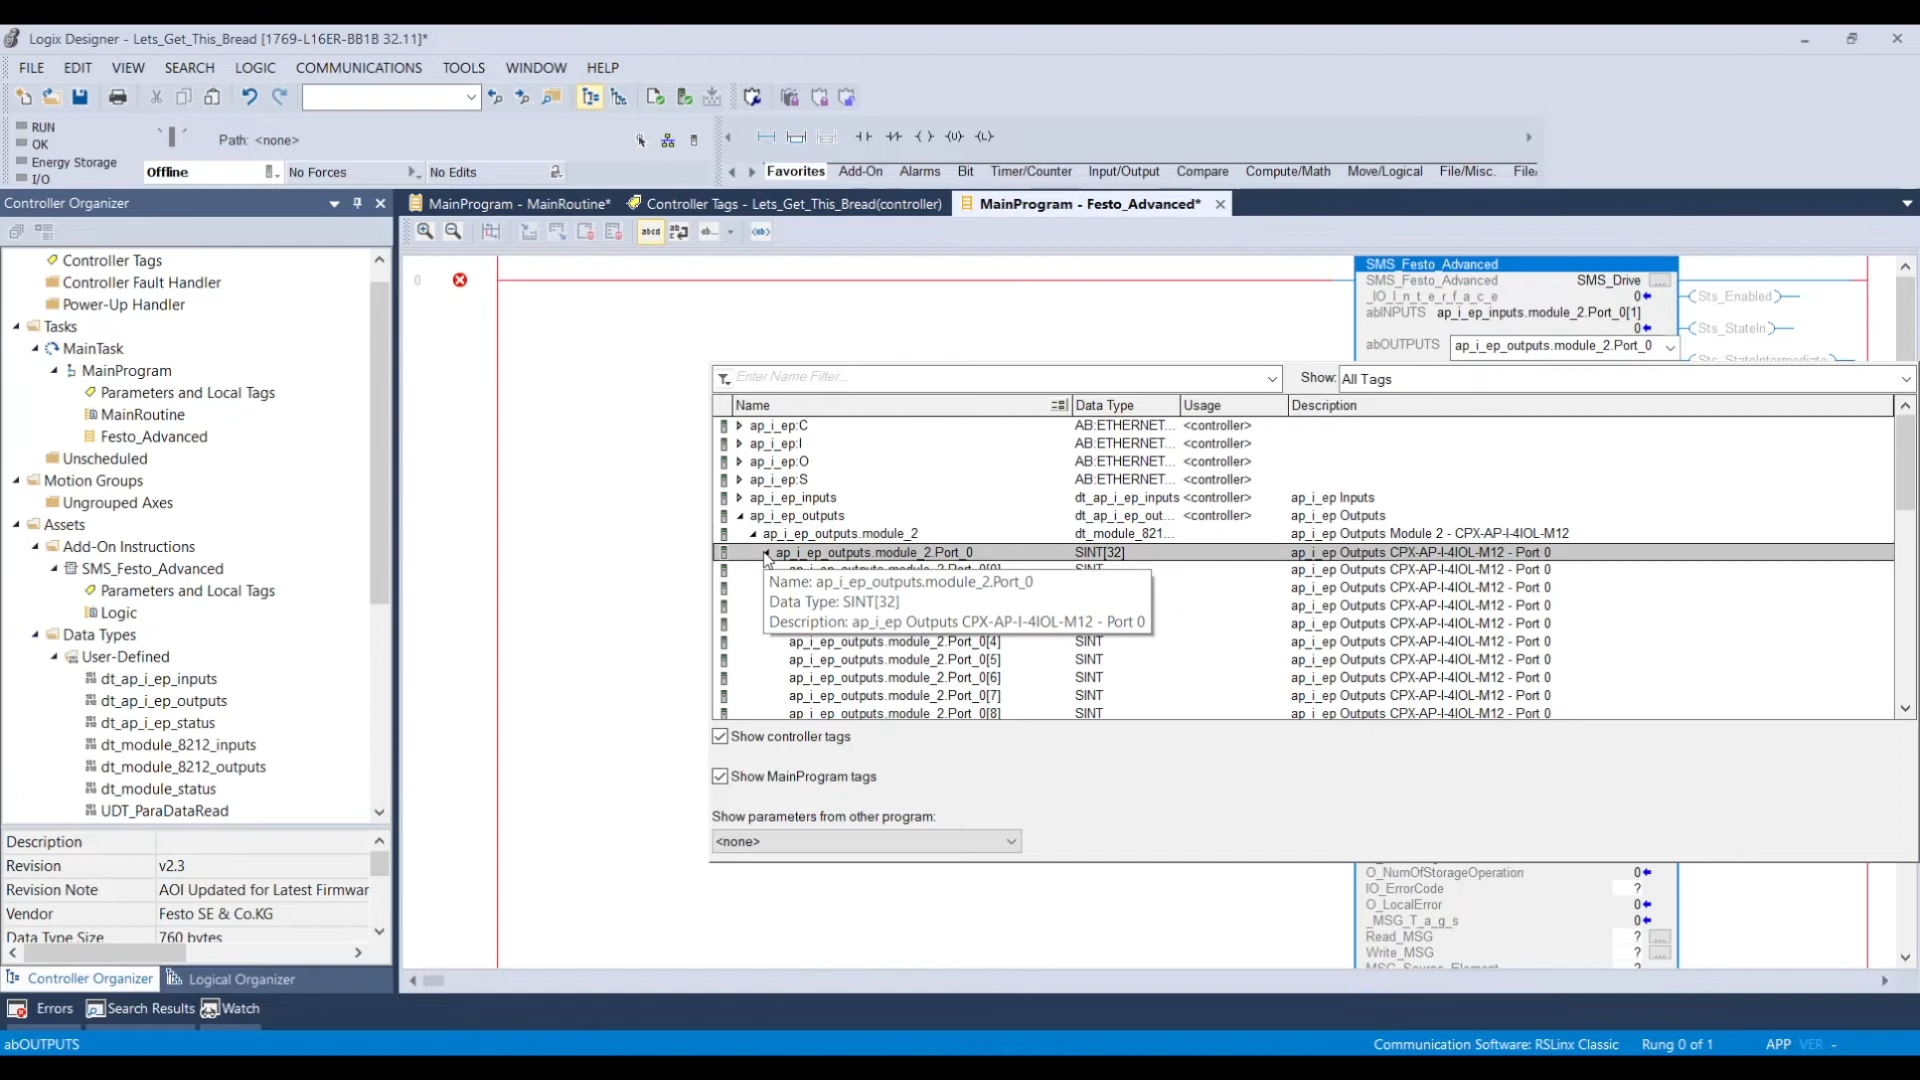 Logix Designer - Lets_Get_This_Bread [1769-L16ER-BB1B 32.11]*
FILE EDIT VIEW SEARCH LOGIC COMMUNICATIONS TOOLS WINDOW HELP
RUN
OK
Energy Storage
I/O
Path: <none>
Offline
No Forces
No Edits
Favorites Add-On Alarms Bit Timer/Counter Input/Output Compare Compute/Math Move/Logical File/Misc. File/
Controller Organizer
Controller Tags
Controller Fault Handler
Power-Up Handler
Tasks
MainTask
MainProgram
Parameters and Local Tags
MainRoutine
Festo_Advanced
Unscheduled
Motion Groups
Ungrouped Axes
Assets
Add-On Instructions
SMS_Festo_Advanced
Parameters and Local Tags
Logic
Data Types
User-Defined
dt_ap_i_ep_inputs
dt_ap_i_ep_outputs
dt_ap_i_ep_status
dt_module_8212_inputs
dt_module_8212_outputs
dt_module_status
UDT_ParaDataRead
Description
Revision v2.3
Revision Note AOI Updated for Latest Firmwar
Vendor Festo SE & Co.KG
Data Type Size 760 bytes
Controller Organizer Logical Organizer
MainProgram - MainRoutine* Controller Tags - Lets_Get_This_Bread(controller) MainProgram - Festo_Advanced*
abcd
0
SMS_Festo_Advanced
SMS_Festo_Advanced SMS_Drive ...
_IO_I_n_t_e_r_f_a_c_e 0
abINPUTS ap_i_ep_inputs.module_2.Port_0[1]
0
abOUTPUTS ap_i_ep_outputs.module_2.Port_0
Sts_Enabled
Sts_StateIn
Sts_StateIntermediate
Enter Name Filter...
Show: All Tags
Name Data Type Usage Description
ap_i_ep:C AB:ETHERNET... <controller>
ap_i_ep:I AB:ETHERNET... <controller>
ap_i_ep:O AB:ETHERNET... <controller>
ap_i_ep:S AB:ETHERNET... <controller>
ap_i_ep_inputs dt_ap_i_ep_inputs <controller> ap_i_ep Inputs
ap_i_ep_outputs dt_ap_i_ep_out... <controller> ap_i_ep Outputs
ap_i_ep_outputs.module_2 dt_module_821... ap_i_ep Outputs Module 2 - CPX-AP-I-4IOL-M12
ap_i_ep_outputs.module_2.Port_0 SINT[32] ap_i_ep Outputs CPX-AP-I-4IOL-M12 - Port 0
ap_i_ep_outputs.module_2.Port_0[0] SINT ap_i_ep Outputs CPX-AP-I-4IOL-M12 - Port 0
ap_i_ep Outputs CPX-AP-I-4IOL-M12 - Port 0
ap_i_ep Outputs CPX-AP-I-4IOL-M12 - Port 0
ap_i_ep Outputs CPX-AP-I-4IOL-M12 - Port 0
Name: ap_i_ep_outputs.module_2.Port_0
Data Type: SINT[32]
Description: ap_i_ep Outputs CPX-AP-I-4IOL-M12 - Port 0
ap_i_ep_outputs.module_2.Port_0[4] SINT ap_i_ep Outputs CPX-AP-I-4IOL-M12 - Port 0
ap_i_ep_outputs.module_2.Port_0[5] SINT ap_i_ep Outputs CPX-AP-I-4IOL-M12 - Port 0
ap_i_ep_outputs.module_2.Port_0[6] SINT ap_i_ep Outputs CPX-AP-I-4IOL-M12 - Port 0
ap_i_ep_outputs.module_2.Port_0[7] SINT ap_i_ep Outputs CPX-AP-I-4IOL-M12 - Port 0
ap_i_ep_outputs.module_2.Port_0[8] SINT ap_i_ep Outputs CPX-AP-I-4IOL-M12 - Port 0
Show controller tags
Show MainProgram tags
Show parameters from other program:
<none>
O_NumOfStorageOperation 0
IO_ErrorCode ?
O_LocalError 0
_MSG_T_a_g_s 0
Read_MSG ? ...
Write_MSG ? ...
MSG_Source_Element ?
Errors Search Results Watch
abOUTPUTS
Communication Software: RSLinx Classic Rung 0 of 1 APP VER -